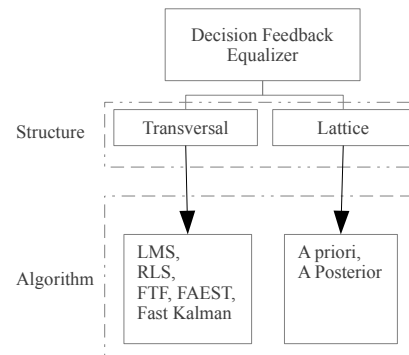 Decision Feedback
Equalizer
Structure
Transversal
Lattice
Algorithm
LMS,
RLS,
FTF, FAEST,
Fast Kalman
A priori,
A Posterior